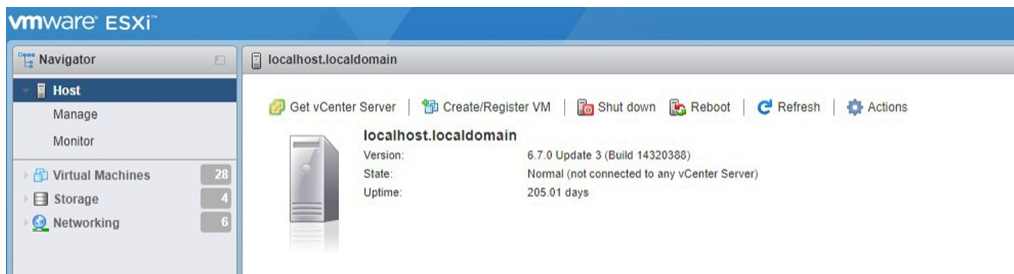 vmware ESXi™
Navigator
localhost.localdomain
Host
Manage
Monitor
Virtual Machines 28
Storage 4
Networking 6
Get vCenter Server | Create/Register VM | Shut down Reboot | Refresh | Actions
localhost.localdomain
Version: 6.7.0 Update 3 (Build 14320388)
State: Normal (not connected to any vCenter Server)
Uptime: 205.01 days